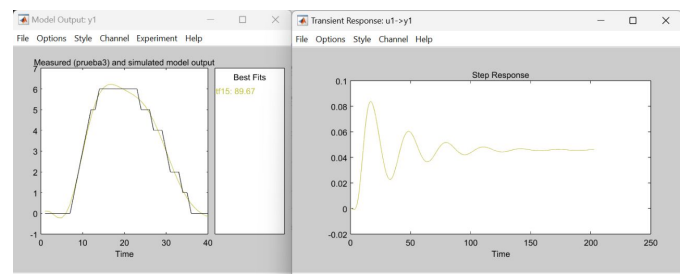 Model Output: y1
File Options Style Channel Experiment Help
Measured (prueba3) and simulated model output
7
6
5
4
3
2
1
0
-1
0 10 20 30 40
Time
Best Fits
tf15: 89.67
Transient Response: u1->y1
File Options Style Channel Help
Step Response
0.1
0.08
0.06
0.04
0.02
0
-0.02
0 50 100 150 200 250
Time